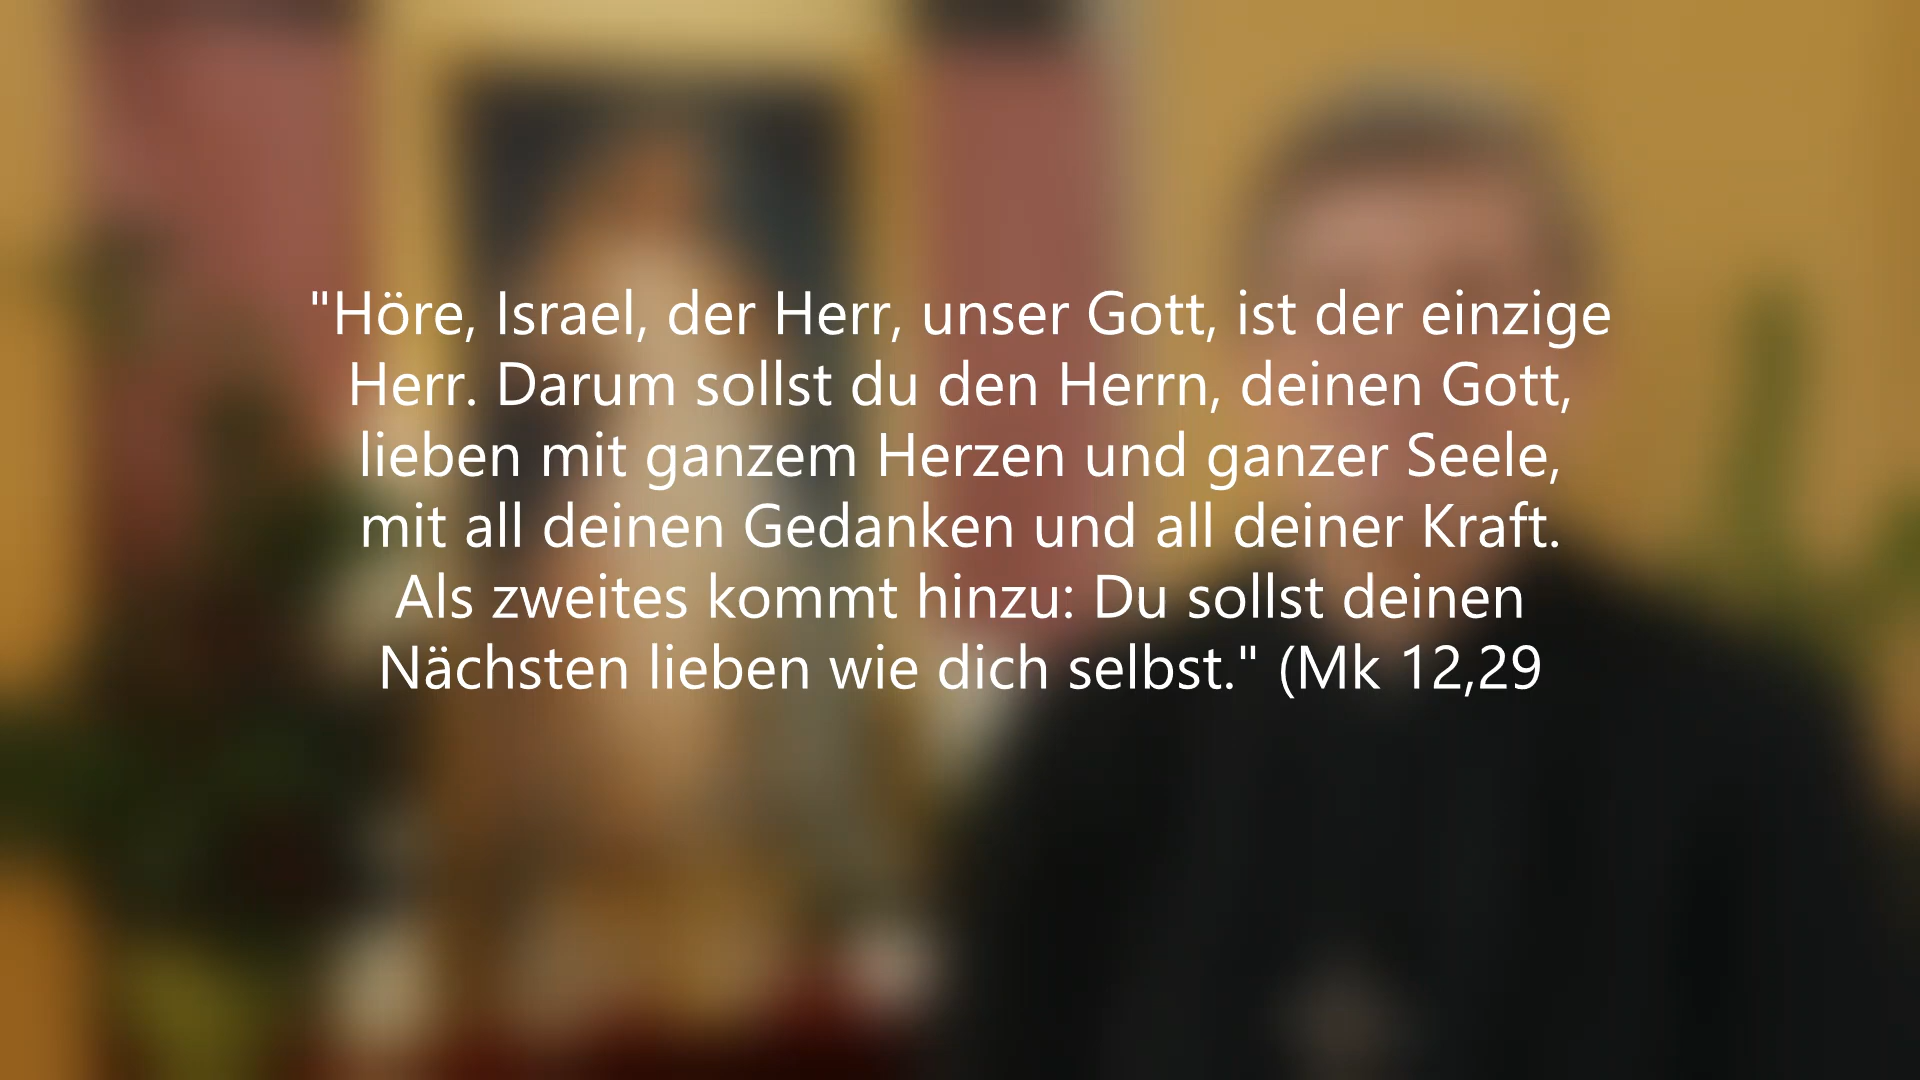 "Höre, Israel, der Herr, unser Gott, ist der einzige
Herr. Darum sollst du den Herrn, deinen Gott,
lieben mit ganzem Herzen und ganzer Seele,
mit all deinen Gedanken und all deiner Kraft.
Als zweites kommt hinzu: Du sollst deinen
Nächsten lieben wie dich selbst." (Mk 12,29